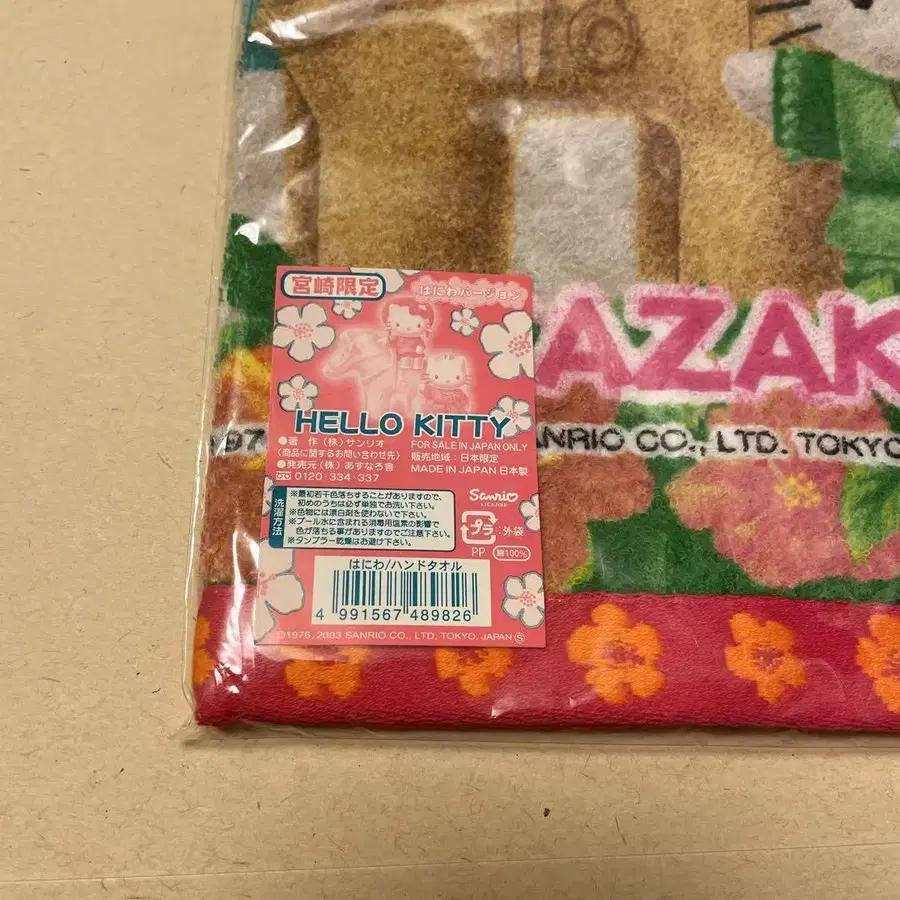 宮崎限定
はにわバージョン
HELLO KITTY
●著 作 (株) サンリオ
〈商品に関するお問い合わせ先〉
●発売元 (株) あすなろ舎
0120・334・337
FOR SALE IN JAPAN ONLY
販売地域:日本限定
MADE IN JAPAN 日本製
洗濯方法
※最初若干色落ちすることがありますので、
初めのうちは必ず単独でお洗い下さい。
※色物には漂白剤を使わないで下さい。
※プール水に含まれる消毒用塩素の影響で
色が落ちる事がありますのでご注意下さい。
※タンブラー乾燥はお避け下さい。
Sanrio
LICENSE
プラ :外袋
PP 綿100%
はにわ/ハンドタオル
4 991567 489826
©1976, 2003 SANRIO CO., LTD. TOKYO, JAPAN Ⓢ
AZAK
197
ANRIO CO., LTD. TOKYO